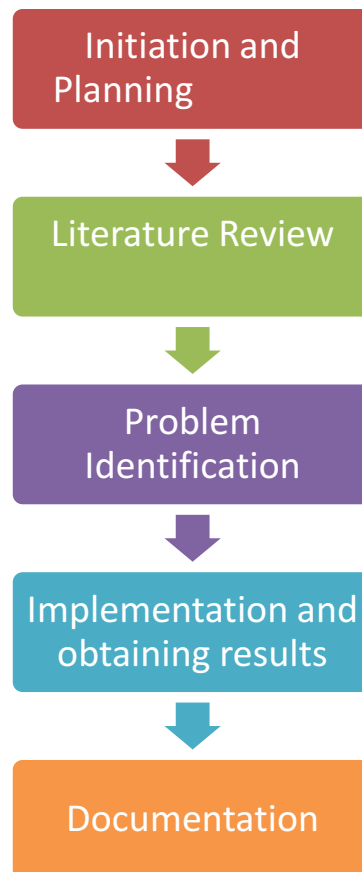 Initiation and
Planning
Literature Review
Problem
Identification
Implementation and
obtaining results
Documentation